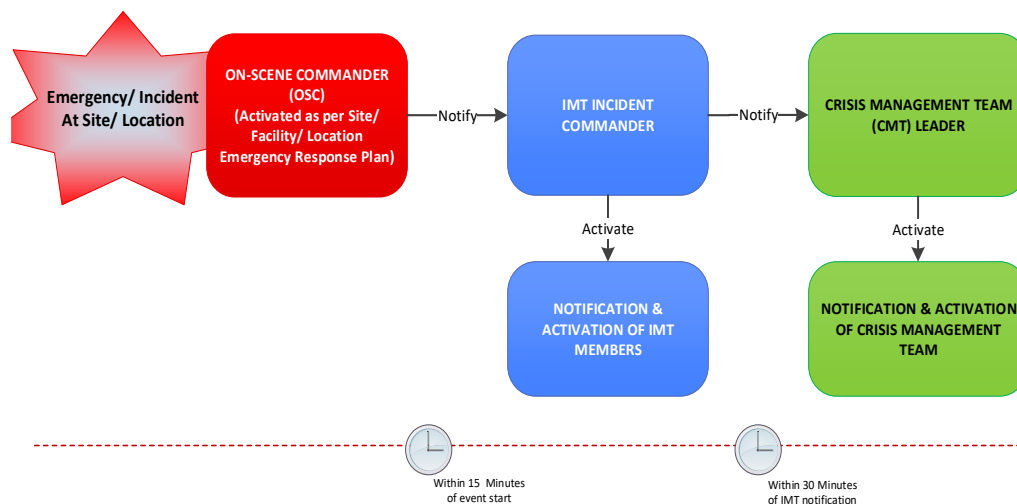 Emergency/ Incident
At Site/ Location
ON-SCENE COMMANDER
(OSC)
(Activated as per Site/
Facility/ Location
Emergency Response Plan)
Notify
IMT INCIDENT
COMMANDER
Notify
CRISIS MANAGEMENT TEAM
(CMT) LEADER
Activate
Activate
NOTIFICATION &
ACTIVATION OF IMT
MEMBERS
NOTIFICATION & ACTIVATION
OF CRISIS MANAGEMENT
TEAM
Within 15 Minutes
of event start
Within 30 Minutes
of IMT notification